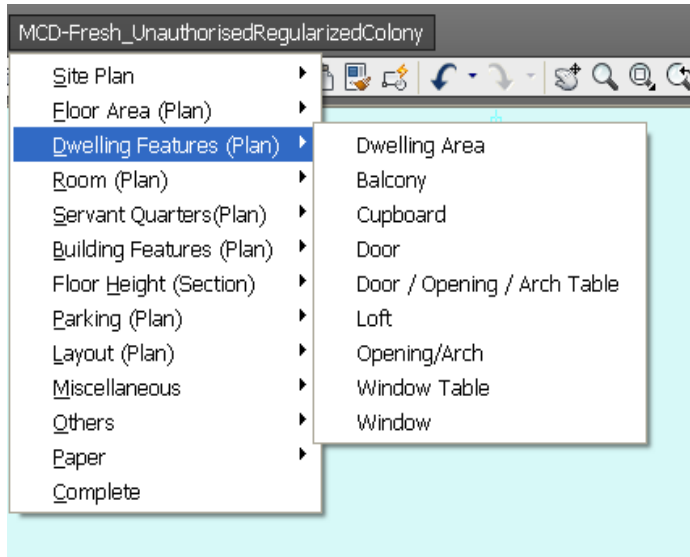 MCD-Fresh_UnauthorisedRegularizedColony
Site Plan
Floor Area (Plan)
Dwelling Features (Plan)
Room (Plan)
Servant Quarters(Plan)
Building Features (Plan)
Floor Height (Section)
Parking (Plan)
Layout (Plan)
Miscellaneous
Others
Paper
Complete
Dwelling Area
Balcony
Cupboard
Door
Door / Opening / Arch Table
Loft
Opening/Arch
Window Table
Window